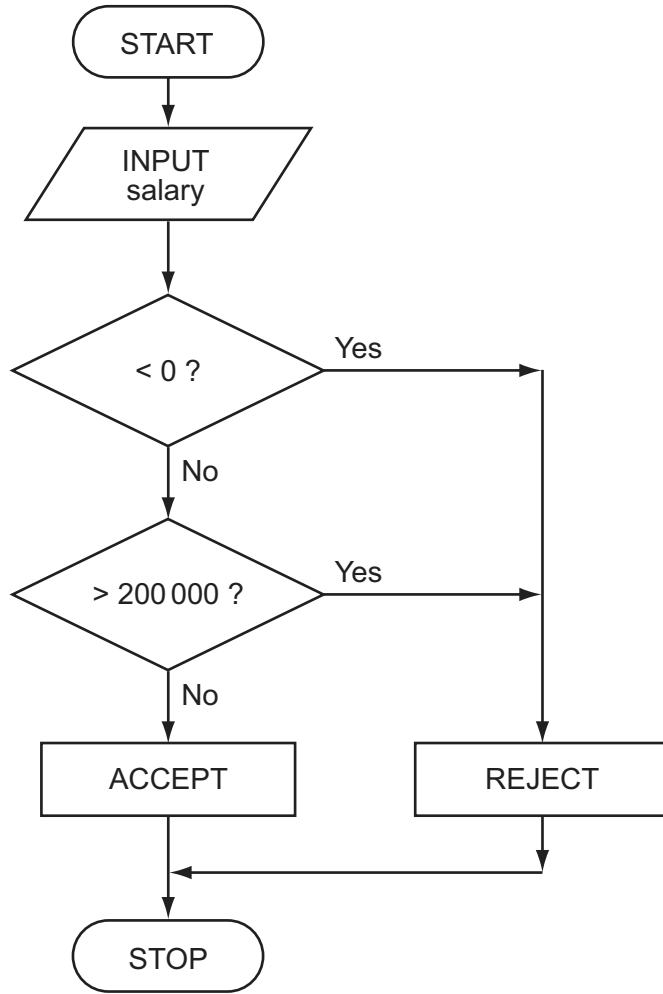 START
INPUT
salary
< 0 ?
Yes
No
> 200 000 ?
Yes
No
ACCEPT
REJECT
STOP